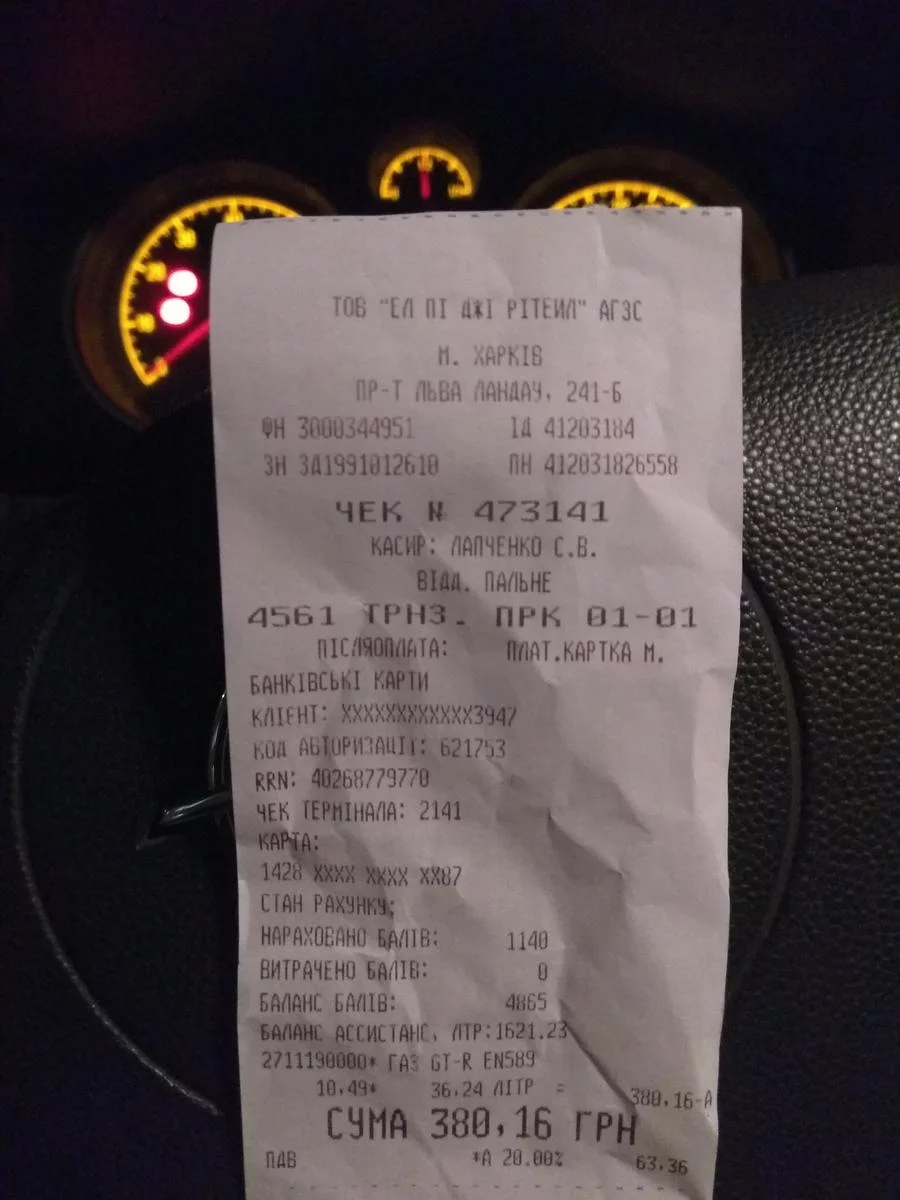 ТОВ "ЕЛ ПІ ДЖІ РІТЕЙЛ" АГЗС
М. ХАРКІВ
ПР-Т ЛЬВА ЛАНДАУ, 241-Б
ФН 3000344951 ІД 41203184
ЗН ЗД1991012610 ПН 412031826558
ЧЕК № 473141
КАСИР: ЛАПЧЕНКО С.В.
ВІДД. ПАЛЬНЕ
4561 ТРНЗ. ПРК 01-01
ПІСЛЯОПЛАТА: ПЛАТ.КАРТКА М.
БАНКІВСЬКІ КАРТИ
КЛІЄНТ: XXXXXXXXXXXX3947
КОД АВТОРИЗАЦІЇ: 621753
RRN: 40268779770
ЧЕК ТЕРМІНАЛА: 2141
КАРТА:
1428 XXXX XXXX XX87
СТАН РАХУНКУ:
НАРАХОВАНО БАЛІВ: 1140
ВИТРАЧЕНО БАЛІВ: 0
БАЛАНС БАЛІВ: 4865
БАЛАНС АССИСТАНС, ЛТР:1621.23
2711190000* ГАЗ GT-R EN589
10,49* 36.24 ЛІТР = 380.16-А
СУМА 380,16 ГРН
ПДВ *А 20.00% 63.36